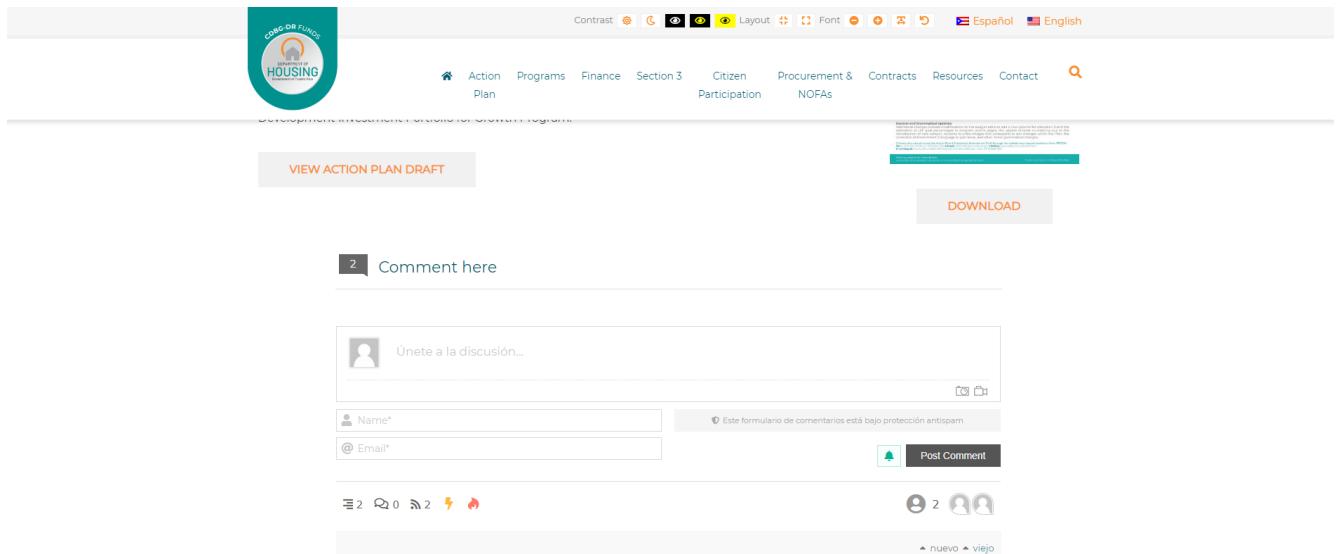 Contrast Layout Font Español English
CDBG-DR FUNDS
DEPARTMENT OF
HOUSING
Action Plan Programs Finance Section 3 Citizen Participation Procurement & NOFAs Contracts Resources Contact
Development Investment Portfolio for Growth Program.
VIEW ACTION PLAN DRAFT
DOWNLOAD
2 Comment here
Únete a la discusión...
Name*
Este formulario de comentarios está bajo protección antispam
@ Email*
Post Comment
2 0 2 2
nuevo viejo